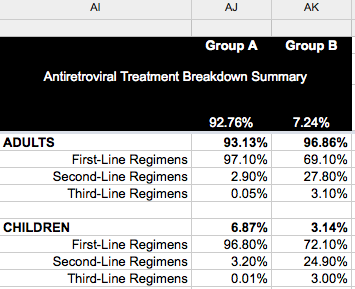 AI AJ AK
Group A Group B
Antiretroviral Treatment Breakdown Summary
92.76% 7.24%
ADULTS 93.13% 96.86%
First-Line Regimens 97.10% 69.10%
Second-Line Regimens 2.90% 27.80%
Third-Line Regimens 0.05% 3.10%
CHILDREN 6.87% 3.14%
First-Line Regimens 96.80% 72.10%
Second-Line Regimens 3.20% 24.90%
Third-Line Regimens 0.01% 3.00%